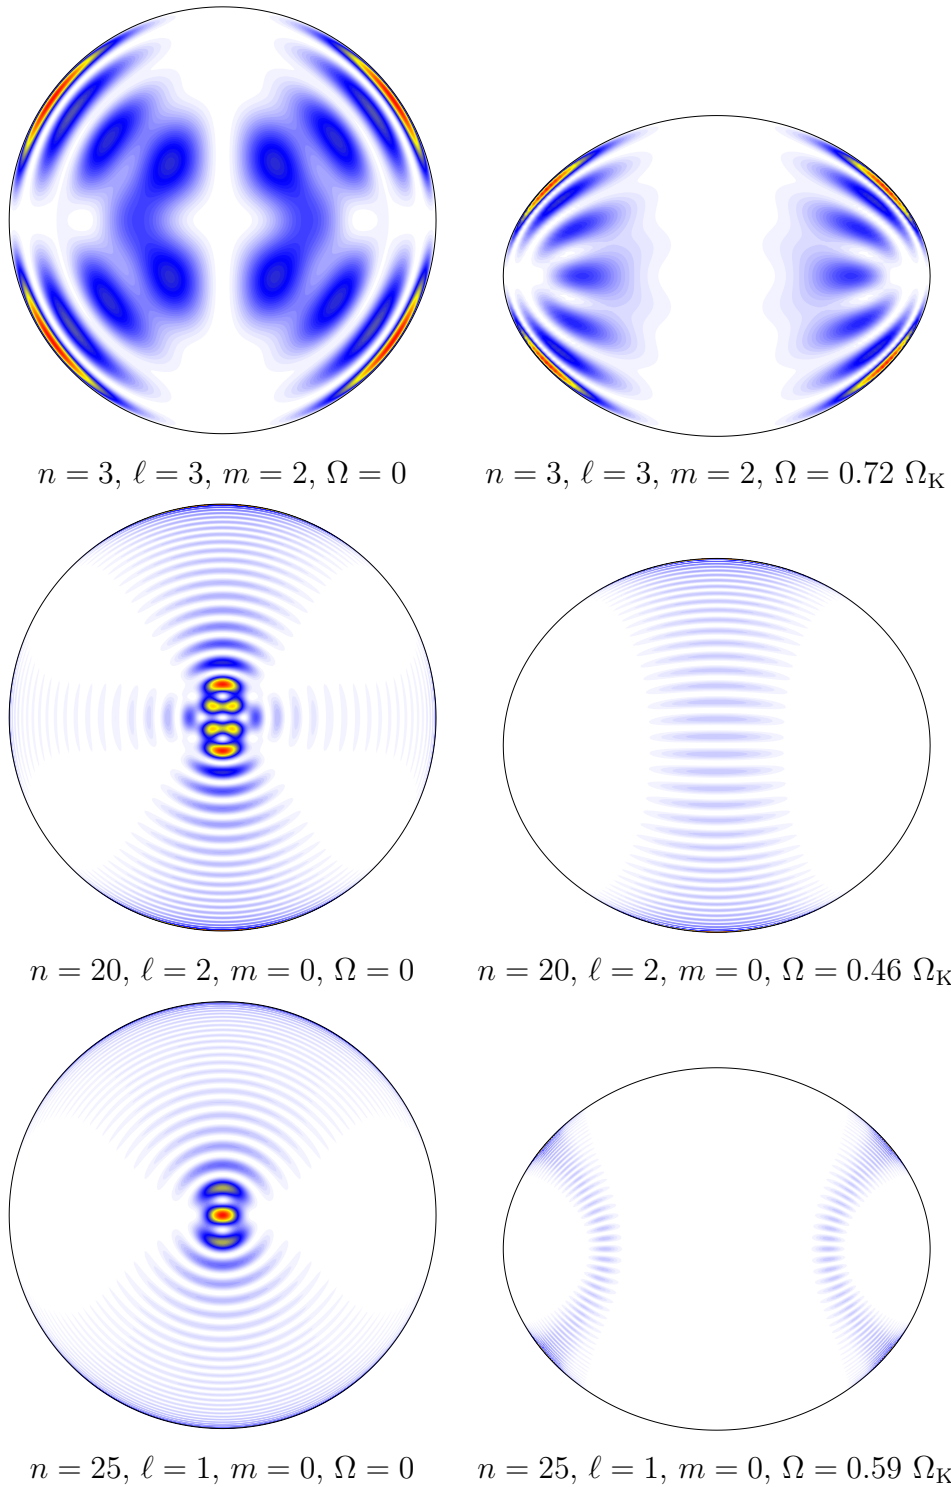 n = 3, ℓ = 3, m = 2, Ω = 0
n = 3, ℓ = 3, m = 2, Ω = 0.72 Ω_K
n = 20, ℓ = 2, m = 0, Ω = 0
n = 20, ℓ = 2, m = 0, Ω = 0.46 Ω_K
n = 25, ℓ = 1, m = 0, Ω = 0
n = 25, ℓ = 1, m = 0, Ω = 0.59 Ω_K